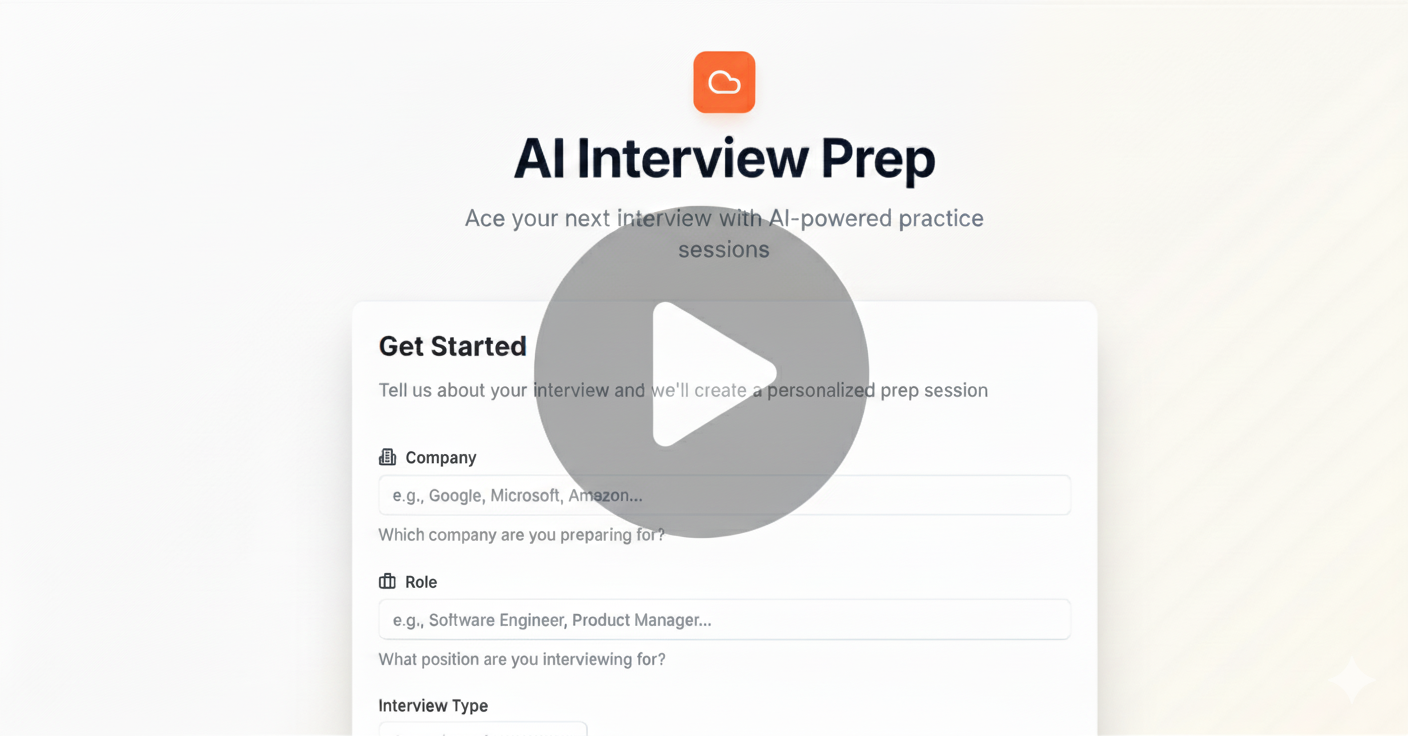 AI Interview Prep
Ace your next interview with AI-powered practice
sessions
Get Started
Tell us about your interview and we'll create a personalized prep session
Company
e.g., Google, Microsoft, Amazon...
Which company are you preparing for?
Role
e.g., Software Engineer, Product Manager...
What position are you interviewing for?
Interview Type